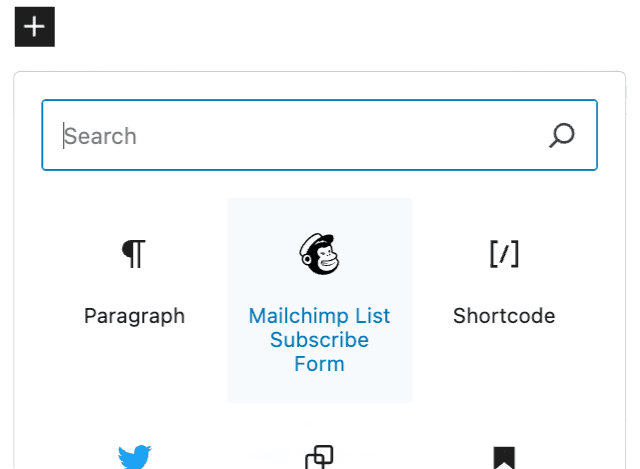 Search
Paragraph
Mailchimp List
Subscribe
Form
Shortcode